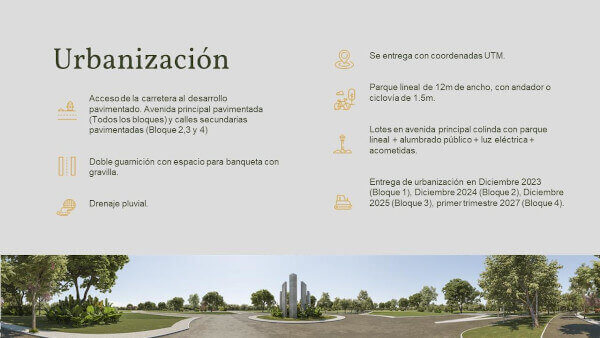 Urbanización
Acceso de la carretera al desarrollo
pavimentado. Avenida principal pavimentada
(Todos los bloques) y calles secundarias
pavimentadas (Bloque 2,3 y 4)
Doble guarnición con espacio para banqueta con
gravilla.
Drenaje pluvial.
Se entrega con coordenadas UTM.
Parque lineal de 12m de ancho, con andador o
ciclovía de 1.5m.
Lotes en avenida principal colinda con parque
lineal + alumbrado público + luz eléctrica +
acometidas.
Entrega de urbanización en Diciembre 2023
(Bloque 1), Diciembre 2024 (Bloque 2), Diciembre
2025 (Bloque 3), primer trimestre 2027 (Bloque 4).